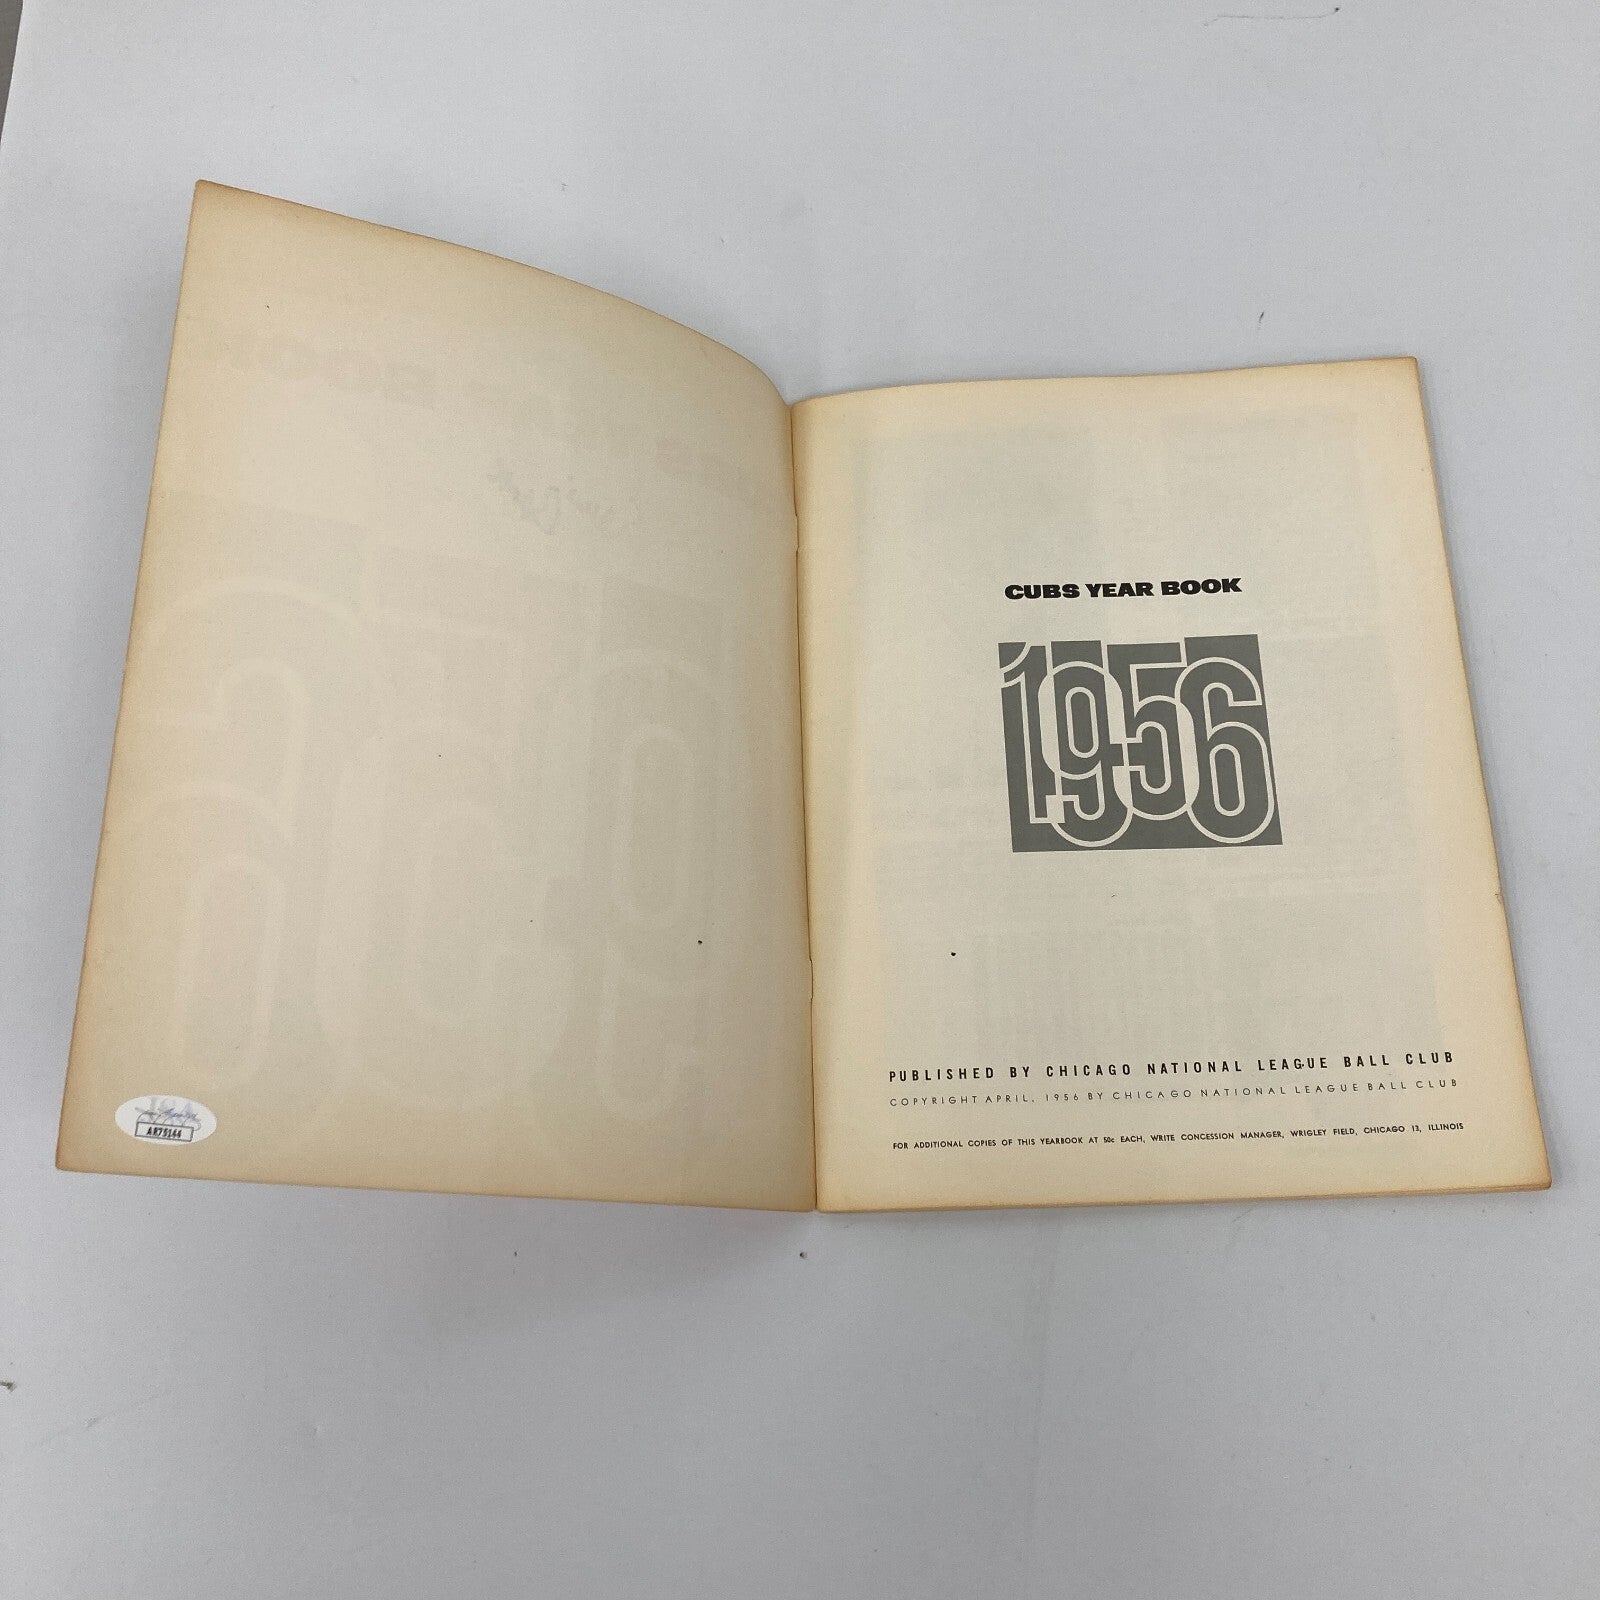 AR75144
CUBS YEAR BOOK
1956
PUBLISHED BY CHICAGO NATIONAL LEAGUE BALL CLUB
COPYRIGHT APRIL, 1956 BY CHICAGO NATIONAL LEAGUE BALL CLUB
FOR ADDITIONAL COPIES OF THIS YEARBOOK AT 50c EACH, WRITE CONCESSION MANAGER, WRIGLEY FIELD, CHICAGO 13, ILLINOIS